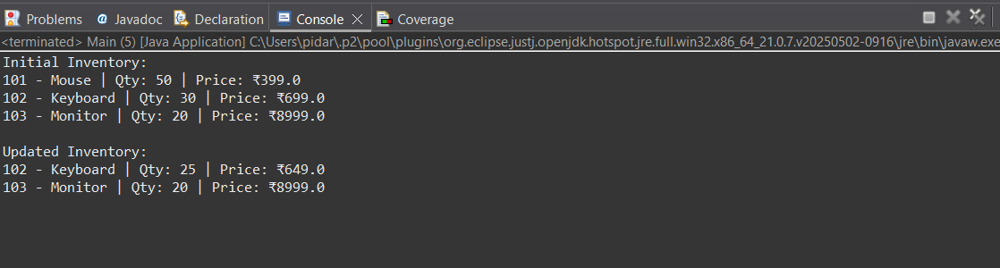 Problems @ Javadoc Declaration Console Coverage
<terminated> Main (5) [Java Application] C:\Users\pidar\.p2\pool\plugins\org.eclipse.justj.openjdk.hotspot.jre.full.win32.x86_64_21.0.7.v20250502-0916\jre\bin\javaw.exe
Initial Inventory:
101 - Mouse | Qty: 50 | Price: ₹399.0
102 - Keyboard | Qty: 30 | Price: ₹699.0
103 - Monitor | Qty: 20 | Price: ₹8999.0
Updated Inventory:
102 - Keyboard | Qty: 25 | Price: ₹649.0
103 - Monitor | Qty: 20 | Price: ₹8999.0